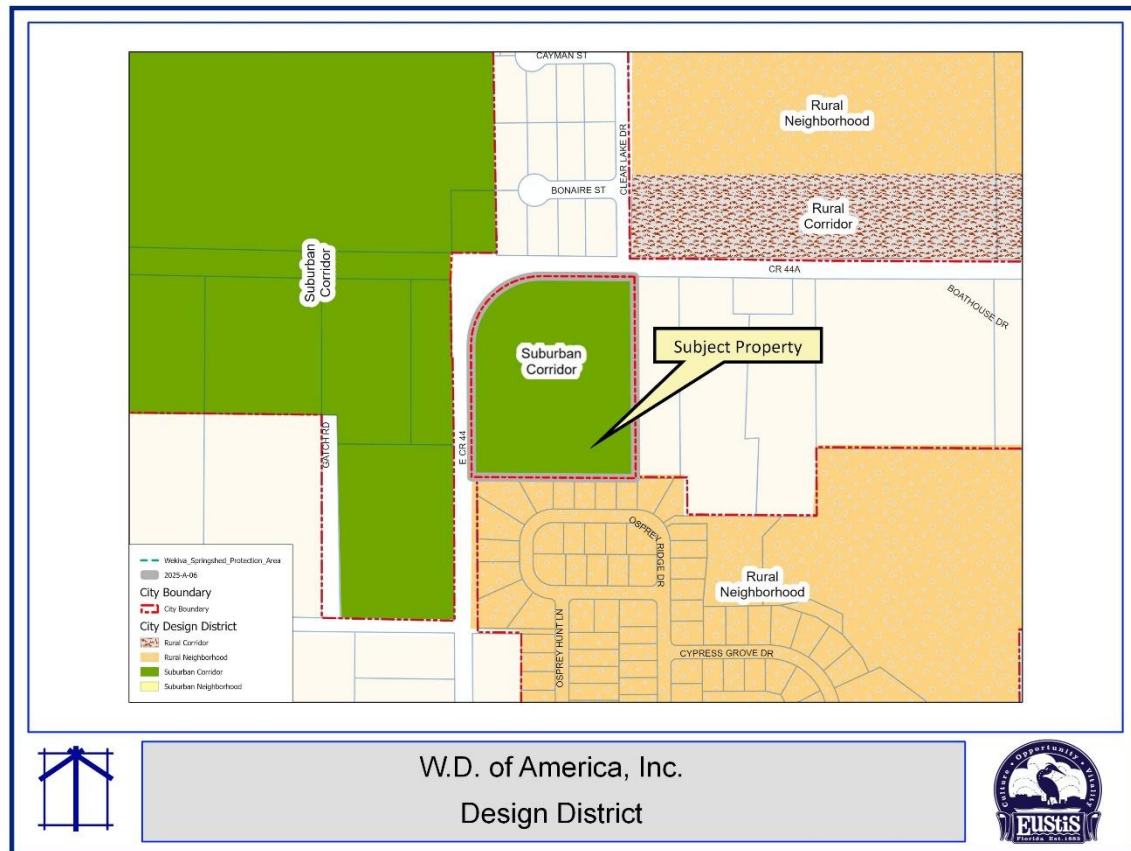 CAYMAN ST
CLEAR LAKE DR
Rural
Neighborhood
BONAIRE ST
Rural
Corridor
Suburban
Corridor
CR 44A
BOATHOUSE DR
Suburban
Corridor
Subject Property
E CR 44
GATCH RD
OSPREY RIDGE DR
Rural
Neighborhood
OSPREY HUNT LN
CYPRESS GROVE DR
Wekiva_Springshed_Protection_Area
2025-A-06
City Boundary
City Boundary
City Design District
Rural Corridor
Rural Neighborhood
Suburban Corridor
Suburban Neighborhood
W.D. of America, Inc.
Design District
Culture • Opportunity • Vitality
EUSTIS
Florida Est. 1883